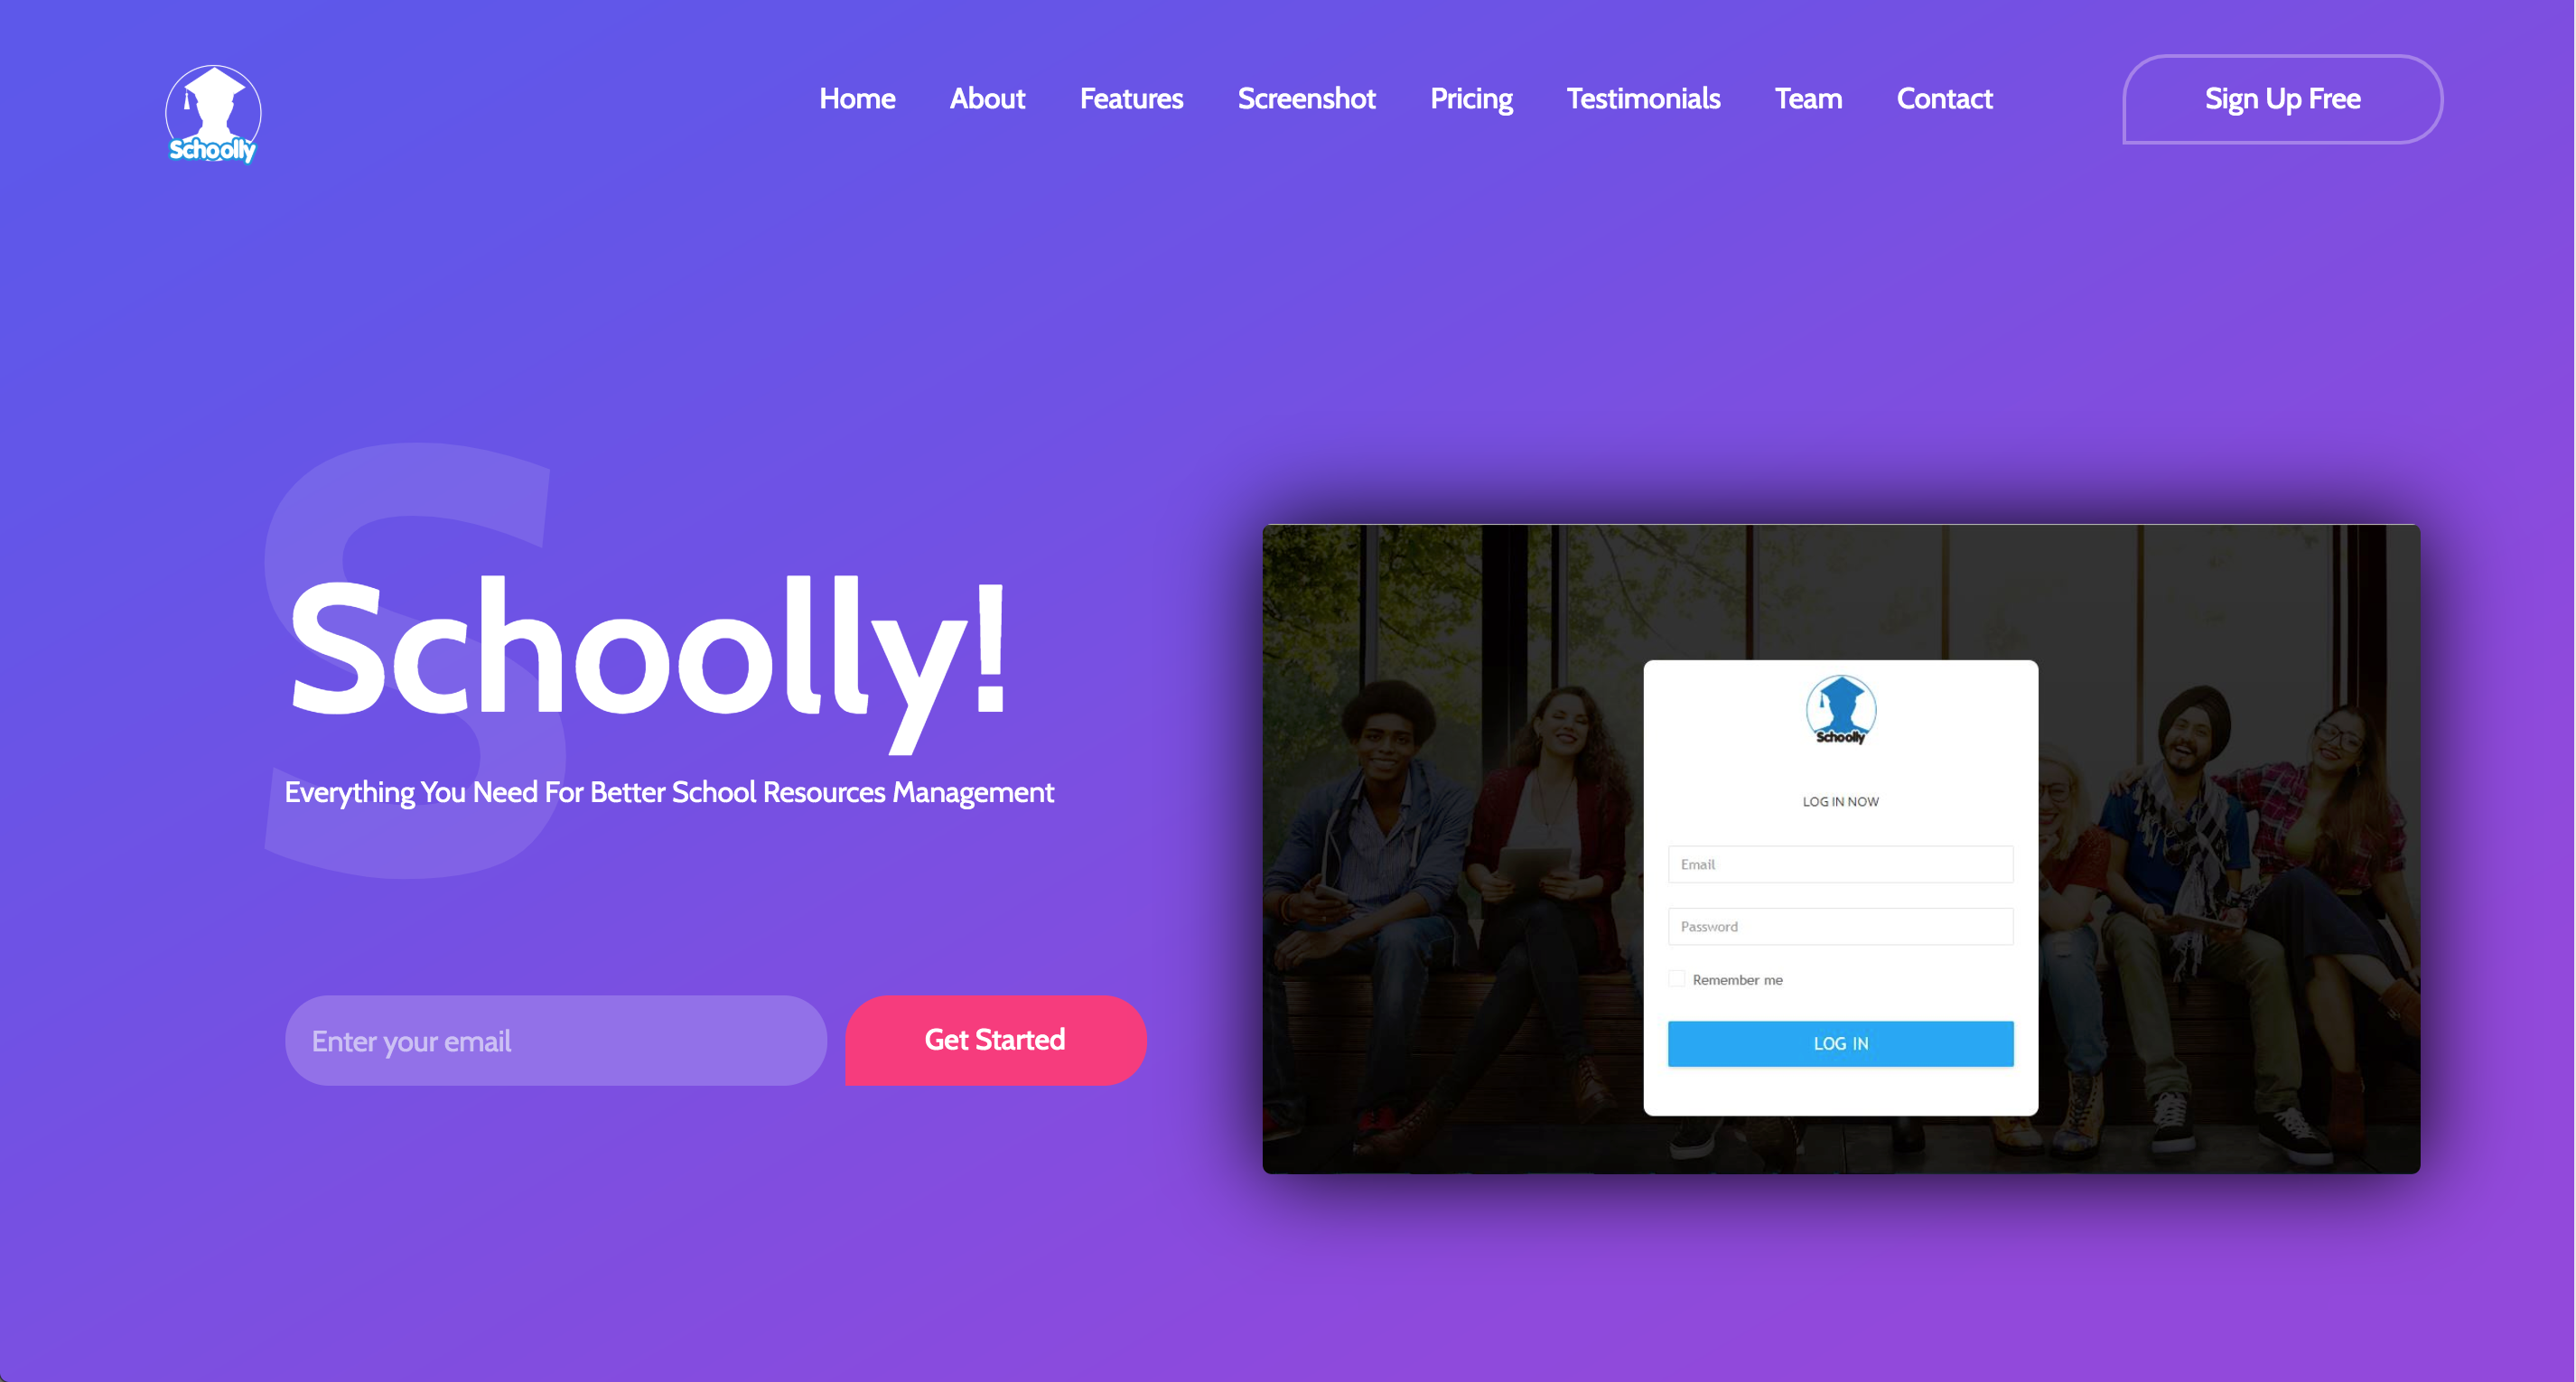 Schoolly
Home About Features Screenshot Pricing Testimonials Team Contact Sign Up Free
S
Schoolly!
Everything You Need For Better School Resources Management
Enter your email Get Started
Schoolly
LOG IN NOW
Email
Password
Remember me
LOG IN